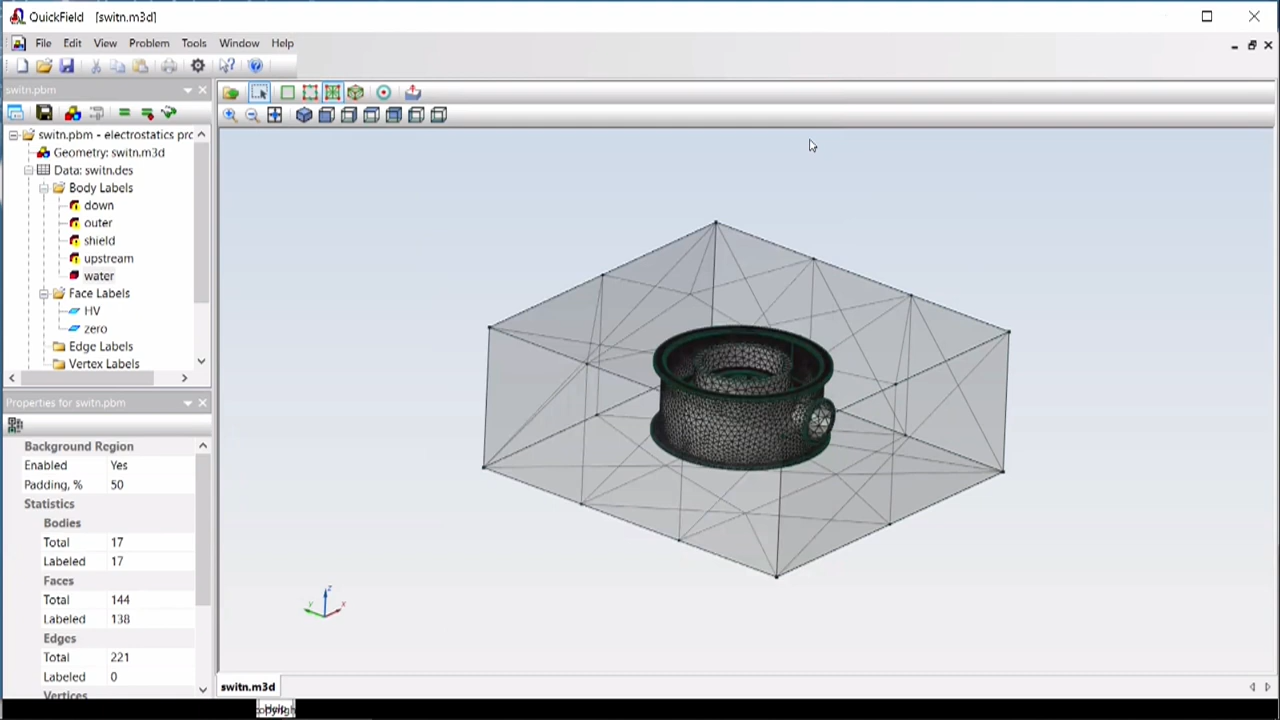 QuickField [switn.m3d]
File Edit View Problem Tools Window Help
switn.pbm
switn.pbm - electrostatics prc
Geometry: switn.m3d
Data: switn.des
Body Labels
down
outer
shield
upstream
water
Face Labels
HV
zero
Edge Labels
Vertex Labels
Properties for switn.pbm
Background Region
Enabled Yes
Padding, % 50
Statistics
Bodies
Total 17
Labeled 17
Faces
Total 144
Labeled 138
Edges
Total 221
Labeled 0
Vertices
z
y
x
switn.m3d